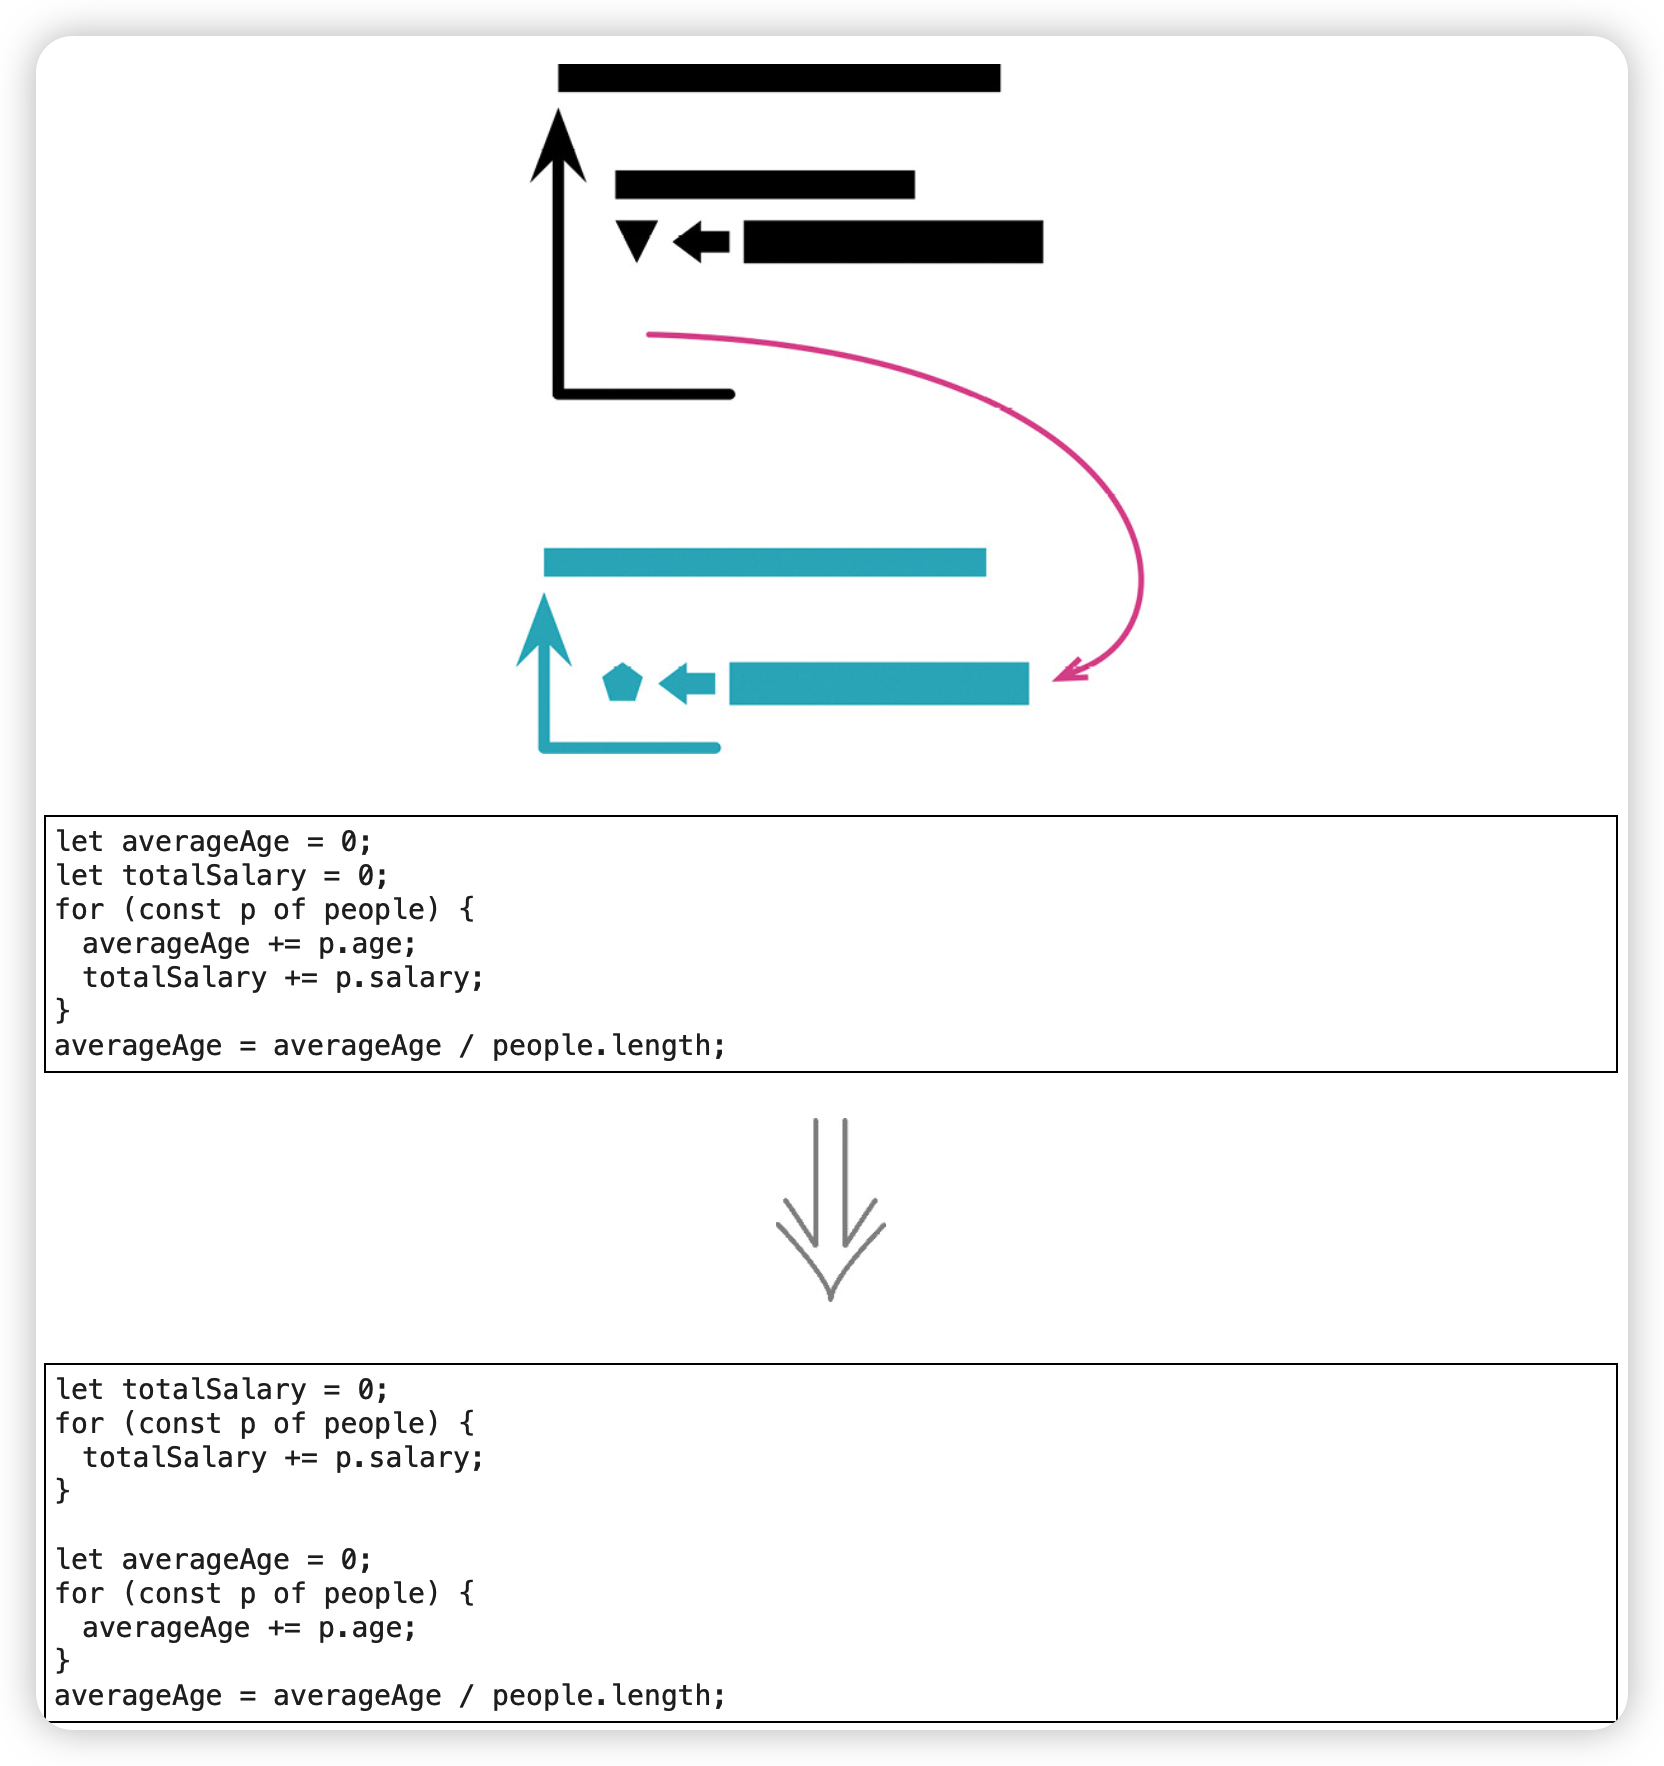 let averageAge = 0;
let totalSalary = 0;
for (const p of people) {
  averageAge += p.age;
  totalSalary += p.salary;
}
averageAge = averageAge / people.length;
let totalSalary = 0;
for (const p of people) {
  totalSalary += p.salary;
}
let averageAge = 0;
for (const p of people) {
  averageAge += p.age;
}
averageAge = averageAge / people.length;